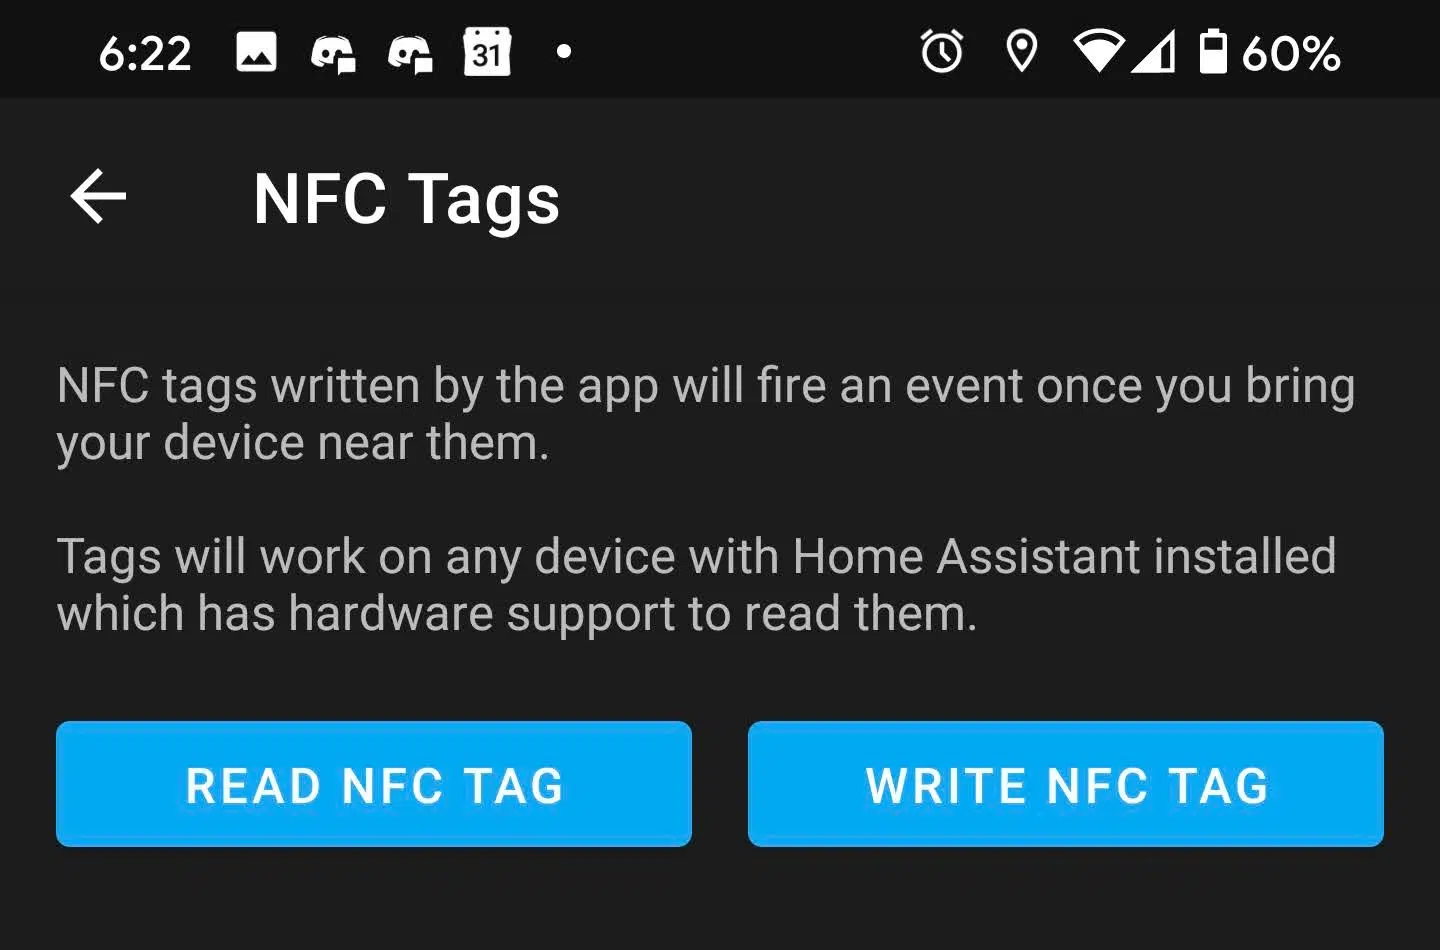 6:22 31 60%
NFC Tags
NFC tags written by the app will fire an event once you bring
your device near them.
Tags will work on any device with Home Assistant installed
which has hardware support to read them.
READ NFC TAG WRITE NFC TAG